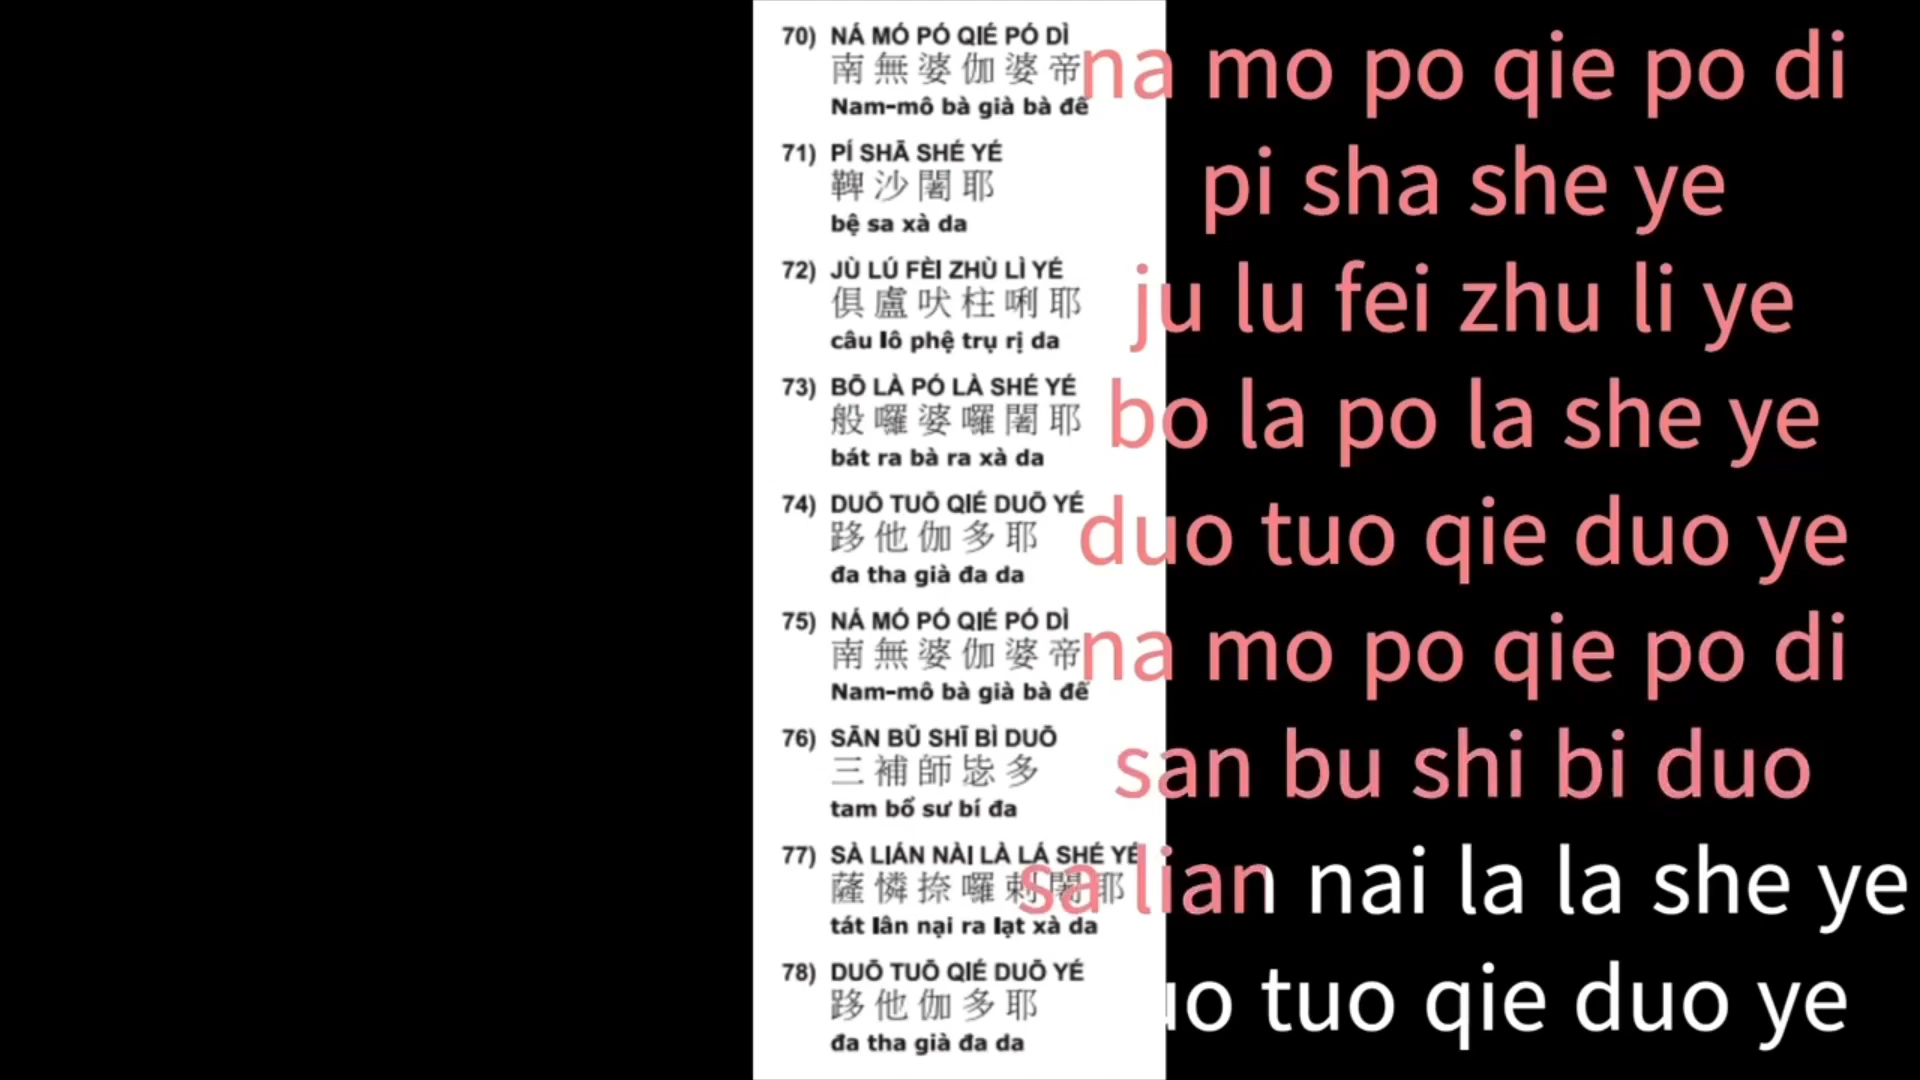 70) NÁ MÓ PÓ QIÉ PÓ DÌ
南無婆伽婆帝
Nam-mô bà già bà đế
na mo po qie po di
71) PÍ SHĀ SHÉ YÉ
鞞沙闍耶
bệ sa xà da
pi sha she ye
72) JÙ LÚ FÈI ZHÙ LÌ YÉ
俱盧吠柱唎耶
câu lô phệ trụ rị da
ju lu fei zhu li ye
73) BŌ LÀ PÓ LÀ SHÉ YÉ
般囉婆囉闍耶
bát ra bà ra xà da
bo la po la she ye
74) DUŌ TUŌ QIÉ DUŌ YÉ
跢他伽多耶
đa tha già đa da
duo tuo qie duo ye
75) NÁ MÓ PÓ QIÉ PÓ DÌ
南無婆伽婆帝
Nam-mô bà già bà đế
na mo po qie po di
76) SĀN BǓ SHĪ BÌ DUŌ
三補師毖多
tam bổ sư bí đa
san bu shi bi duo
77) SÀ LIÁN NÀI LÀ LÁ SHÉ YÉ
薩憐捺囉剌闍耶
tát lân nại ra lạt xà da
sa lian nai la la she ye
78) DUŌ TUŌ QIÉ DUŌ YÉ
跢他伽多耶
đa tha già đa da
uo tuo qie duo ye